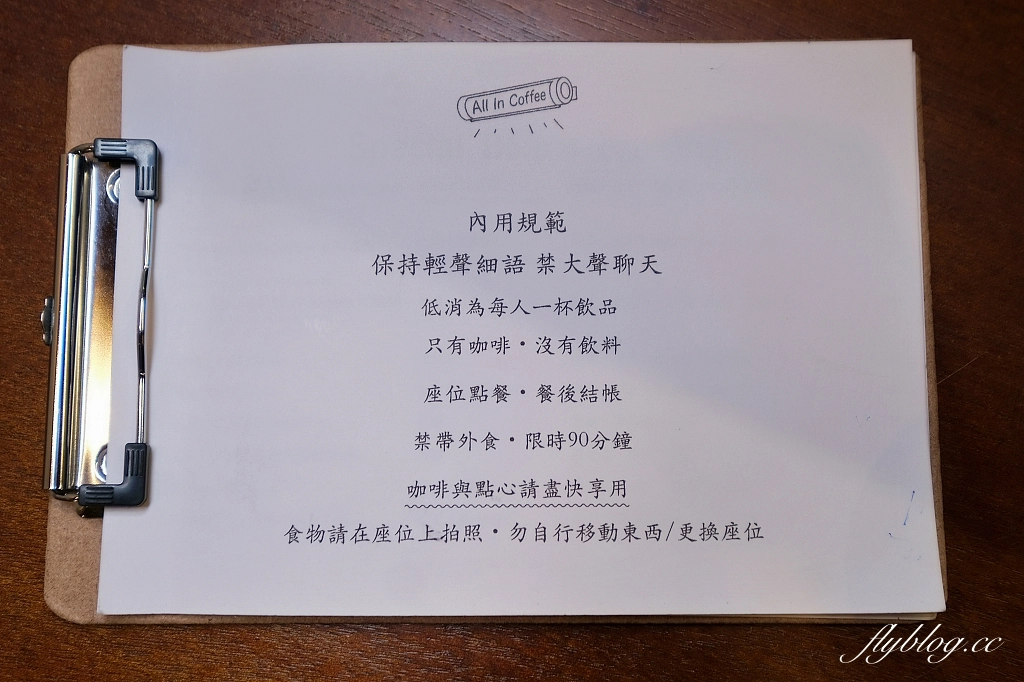 All In Coffee
內用規範
保持輕聲細語 禁大聲聊天
低消為每人一杯飲品
只有咖啡•沒有飲料
座位點餐•餐後結帳
禁帶外食•限時90分鐘
咖啡與點心請盡快享用
食物請在座位上拍照•勿自行移動東西/更換座位
flyblog.cc